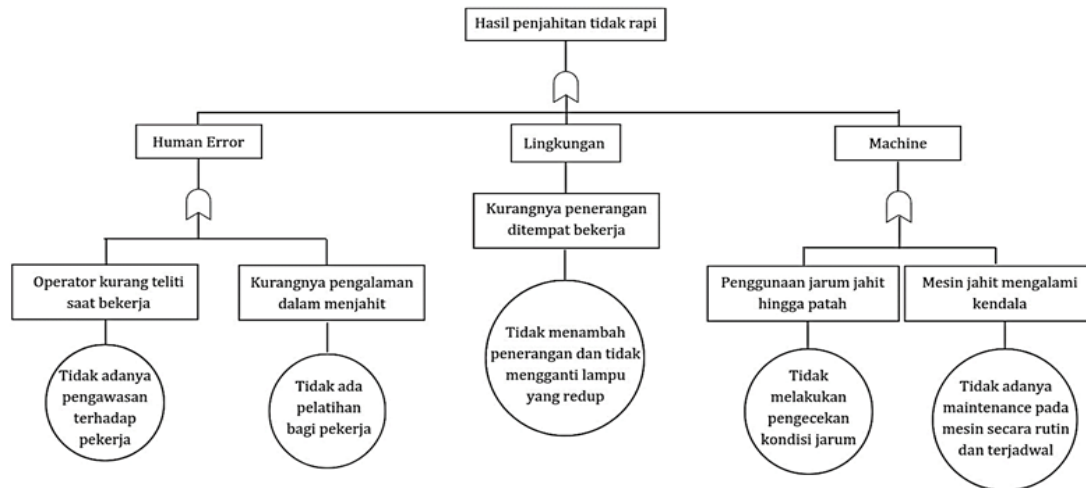 Hasil penjahitan tidak rapi
Human Error
Lingkungan
Machine
Kurangnya penerangan
ditempat bekerja
Operator kurang teliti
saat bekerja
Kurangnya pengalaman
dalam menjahit
Penggunaan jarum jahit
hingga patah
Mesin jahit mengalami
kendala
Tidak adanya
pengawasan
terhadap
pekerja
Tidak ada
pelatihan
bagi pekerja
Tidak menambah
penerangan dan tidak
mengganti lampu
yang redup
Tidak
melakukan
pengecekan
kondisi jarum
Tidak adanya
maintenance pada
mesin secara rutin
dan terjadwal